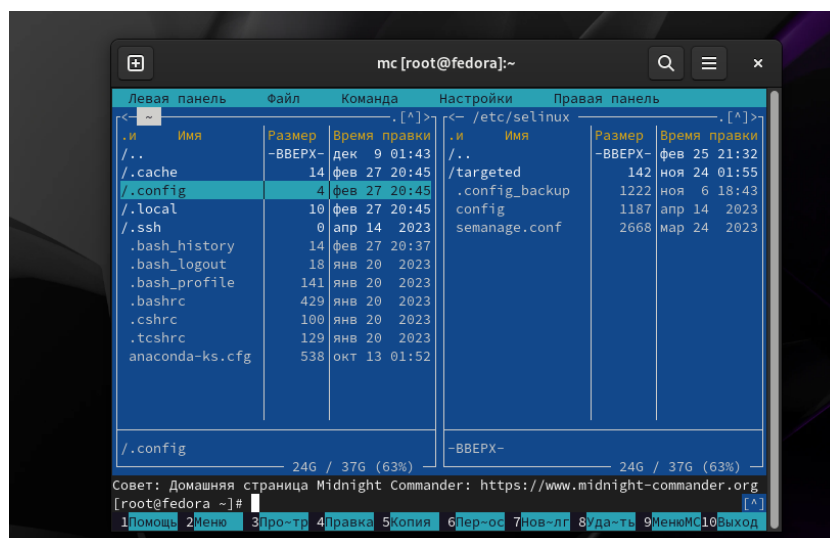 mc [root@fedora]:~
Левая панель Файл Команда Настройки Правая панель
<— ~ .[^]> <— /etc/selinux .[^]>
.и Имя Размер Время правки .и Имя Размер Время правки
/.. -ВВЕРХ- дек 9 01:43 /.. -ВВЕРХ- фев 25 21:32
/.cache 14 фев 27 20:45 /targeted 142 ноя 24 01:55
/.config 4 фев 27 20:45 .config_backup 1222 ноя 6 18:43
/.local 10 фев 27 20:45 config 1187 апр 14 2023
/.ssh 0 апр 14 2023 semanage.conf 2668 мар 24 2023
.bash_history 14 фев 27 20:37
.bash_logout 18 янв 20 2023
.bash_profile 141 янв 20 2023
.bashrc 429 янв 20 2023
.cshrc 100 янв 20 2023
.tcshrc 129 янв 20 2023
anaconda-ks.cfg 538 окт 13 01:52
/.config -ВВЕРХ-
24G / 37G (63%) 24G / 37G (63%)
Совет: Домашняя страница Midnight Commander: https://www.midnight-commander.org
[root@fedora ~]# [^]
1Помощь 2Меню 3Про~тр 4Правка 5Копия 6Пер~ос 7Нов~лг 8Уда~ть 9МенюМС 10Выход